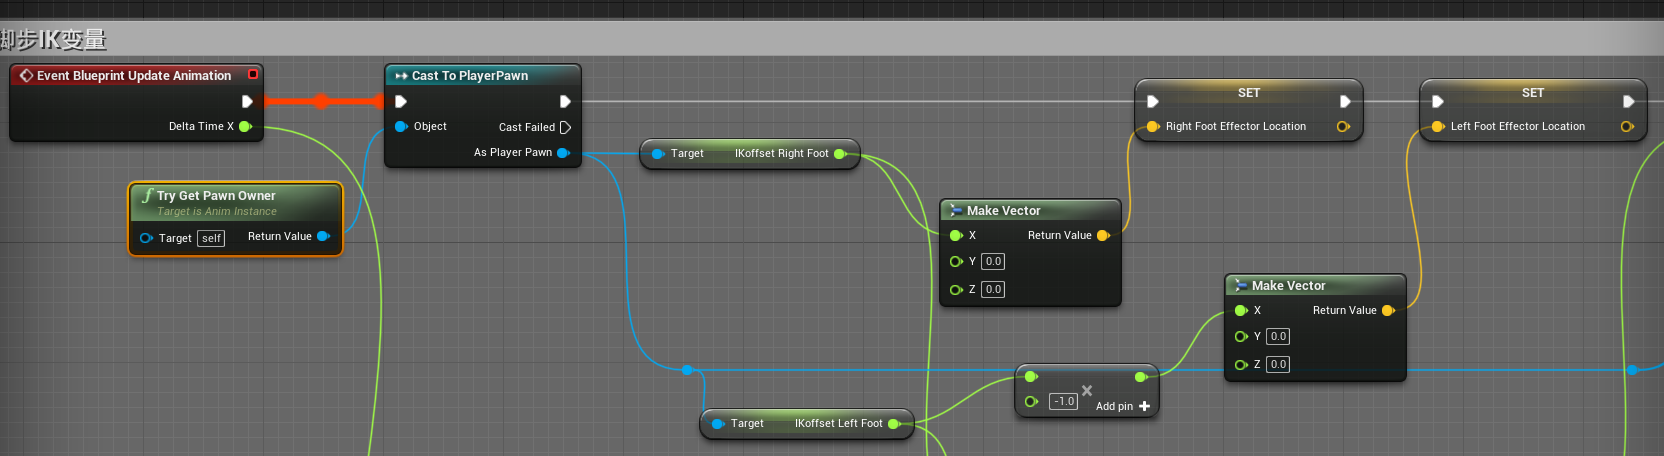 脚步IK变量
Event Blueprint Update Animation
Delta Time X
Try Get Pawn Owner
Target is Anim Instance
Target self
Return Value
Cast To PlayerPawn
Object
Cast Failed
As Player Pawn
Target IKoffset Right Foot
Make Vector
X Return Value
Y 0.0
Z 0.0
SET
Right Foot Effector Location
SET
Left Foot Effector Location
Make Vector
X Return Value
Y 0.0
Z 0.0
-1.0
Add pin
Target IKoffset Left Foot